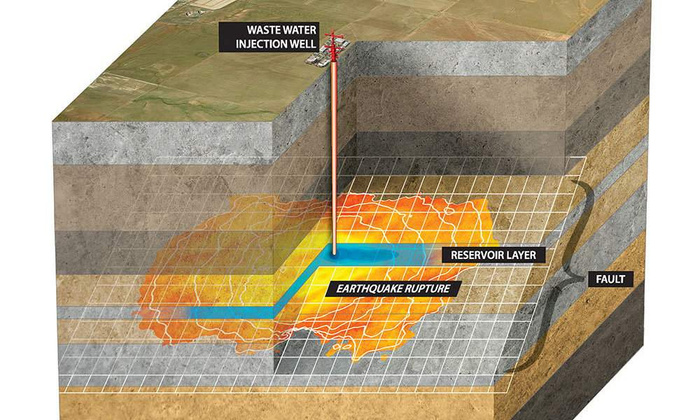 WASTE WATER
INJECTION WELL
RESERVOIR LAYER
EARTHQUAKE RUPTURE
FAULT